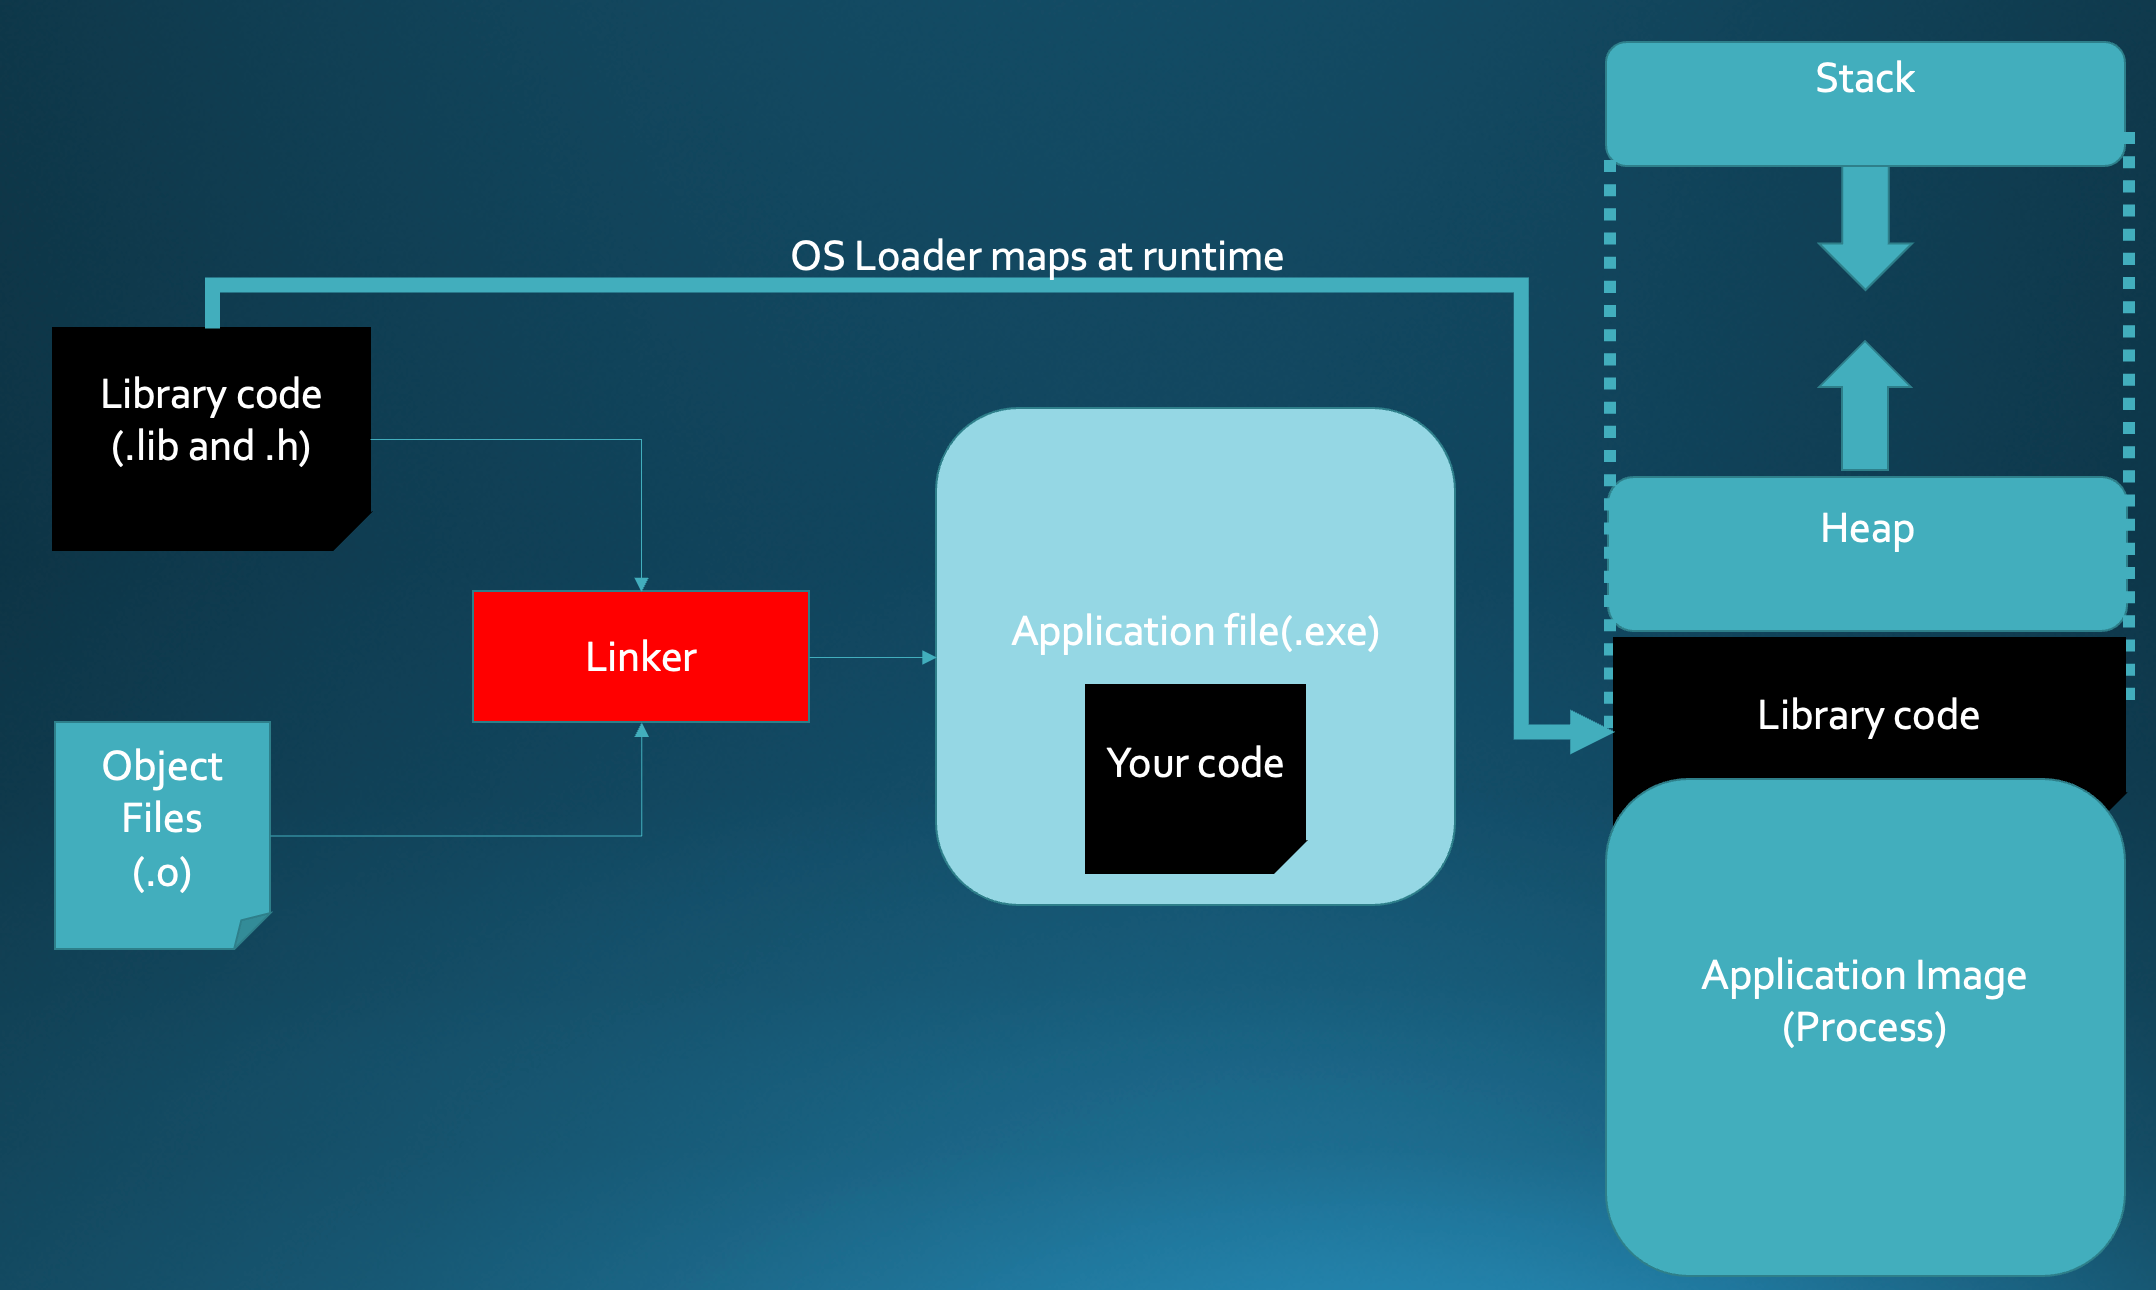 Stack
OS Loader maps at runtime
Library code
(.lib and .h)
Heap
Application file(.exe)
Linker
Library code
Your code
Object
Files
(.o)
Application Image
(Process)